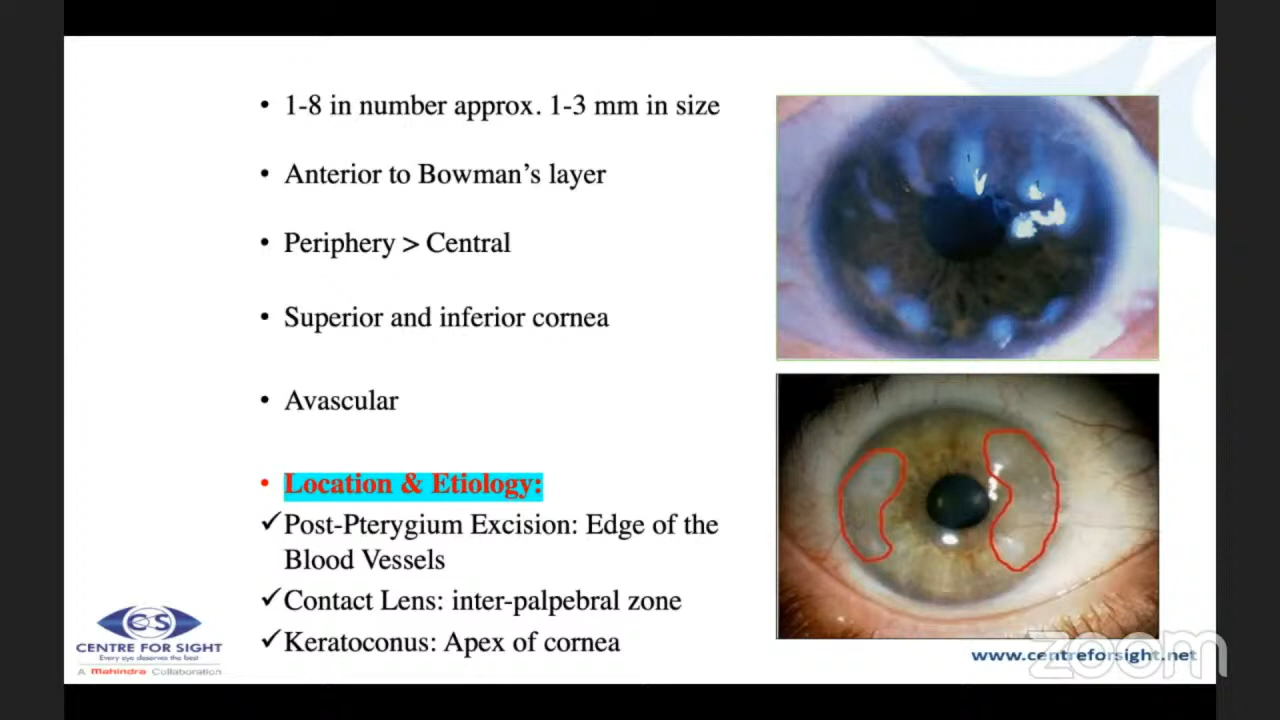 • 1-8 in number approx. 1-3 mm in size
• Anterior to Bowman’s layer
• Periphery > Central
• Superior and inferior cornea
• Avascular
• Location & Etiology:
✓Post-Pterygium Excision: Edge of the
Blood Vessels
✓Contact Lens: inter-palpebral zone
✓Keratoconus: Apex of cornea
CS
CENTRE FOR SIGHT
Every eye deserves the best
A Mahindra Collaboration
www.centreforsight.net
zoom